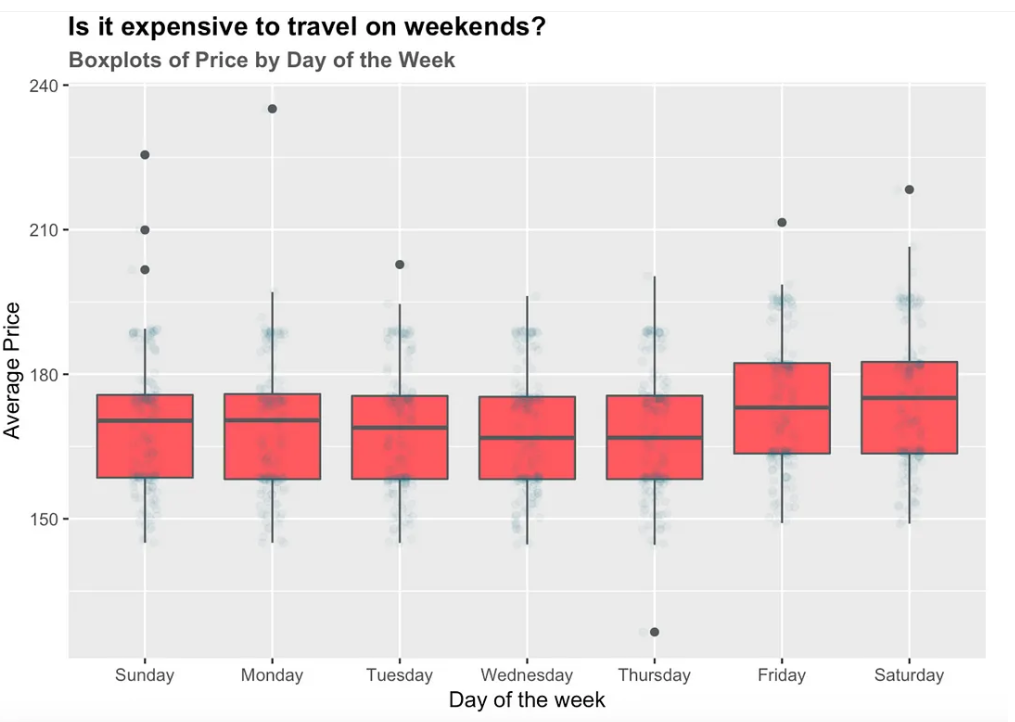 Is it expensive to travel on weekends?
Boxplots of Price by Day of the Week
240
210
180
150
Average Price
Sunday Monday Tuesday Wednesday Thursday Friday Saturday
Day of the week